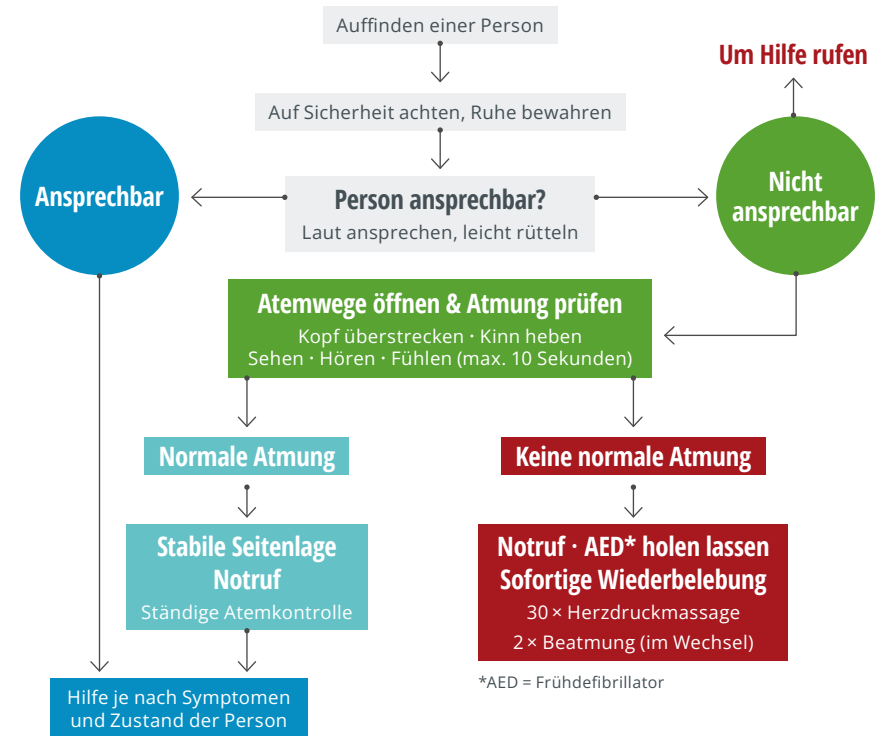 Auffinden einer Person
Um Hilfe rufen
Auf Sicherheit achten, Ruhe bewahren
Ansprechbar
Person ansprechbar?
Laut ansprechen, leicht rütteln
Nicht
ansprechbar
Atemwege öffnen & Atmung prüfen
Kopf überstrecken · Kinn heben
Sehen · Hören · Fühlen (max. 10 Sekunden)
Normale Atmung
Keine normale Atmung
Stabile Seitenlage
Notruf
Ständige Atemkontrolle
Notruf · AED* holen lassen
Sofortige Wiederbelebung
30 × Herzdruckmassage
2 × Beatmung (im Wechsel)
*AED = Frühdefibrillator
Hilfe je nach Symptomen
und Zustand der Person